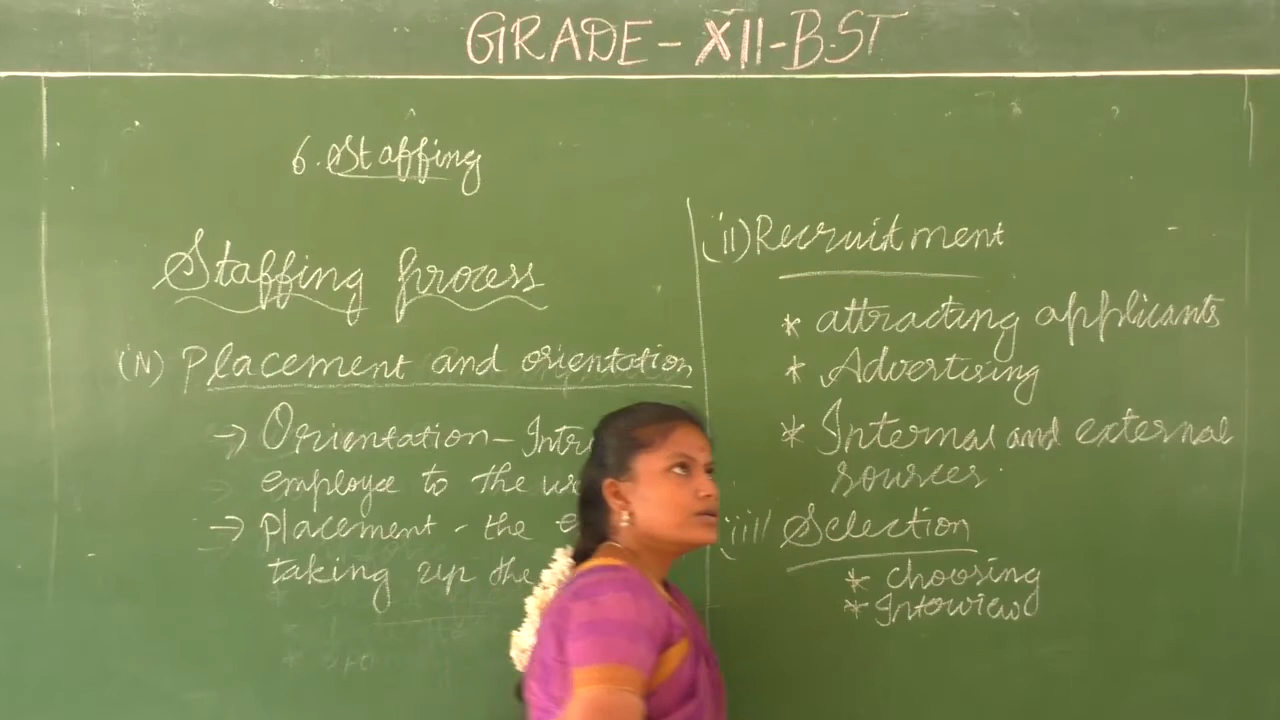 GRADE-XII-B.ST
6. Staffing
Staffing process
(iv) Placement and orientation
→ Orientation - Intr
employee to the
→ Placement - the
taking up the
(ii) Recruitment
* attracting applicants
* Advertising
* Internal and external
sources.
(iii) Selection
* choosing
* Interview